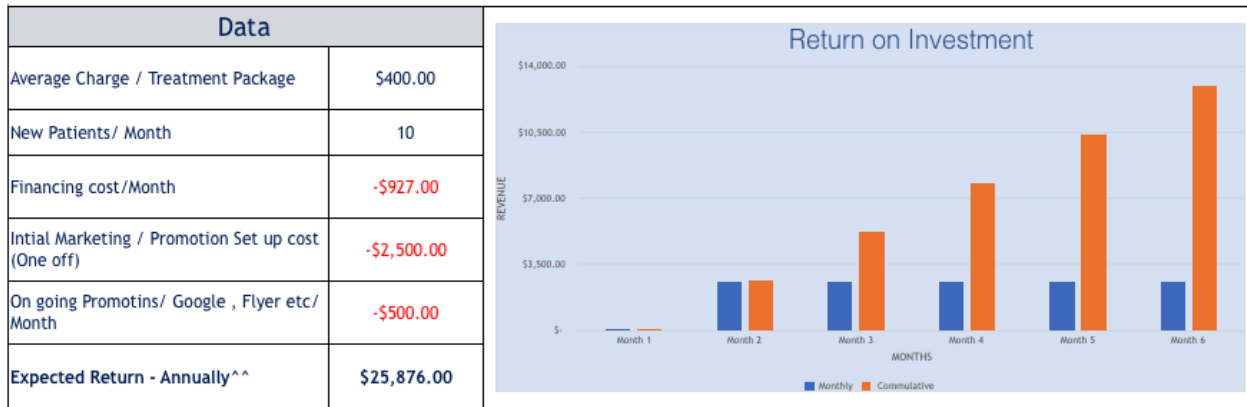 Data
Average Charge / Treatment Package
$400.00
New Patients/ Month
10
Financing cost/Month
-$927.00
Intial Marketing / Promotion Set up cost
(One off)
-$2,500.00
On going Promotins/ Google , Flyer etc/
Month
-$500.00
Expected Return - Annually^^
$25,876.00
Return on Investment
$14,000.00
$10,500.00
$7,000.00
$3,500.00
$-
REVENUE
Month 1
Month 2
Month 3
Month 4
Month 5
Month 6
MONTHS
Monthly
Commulative